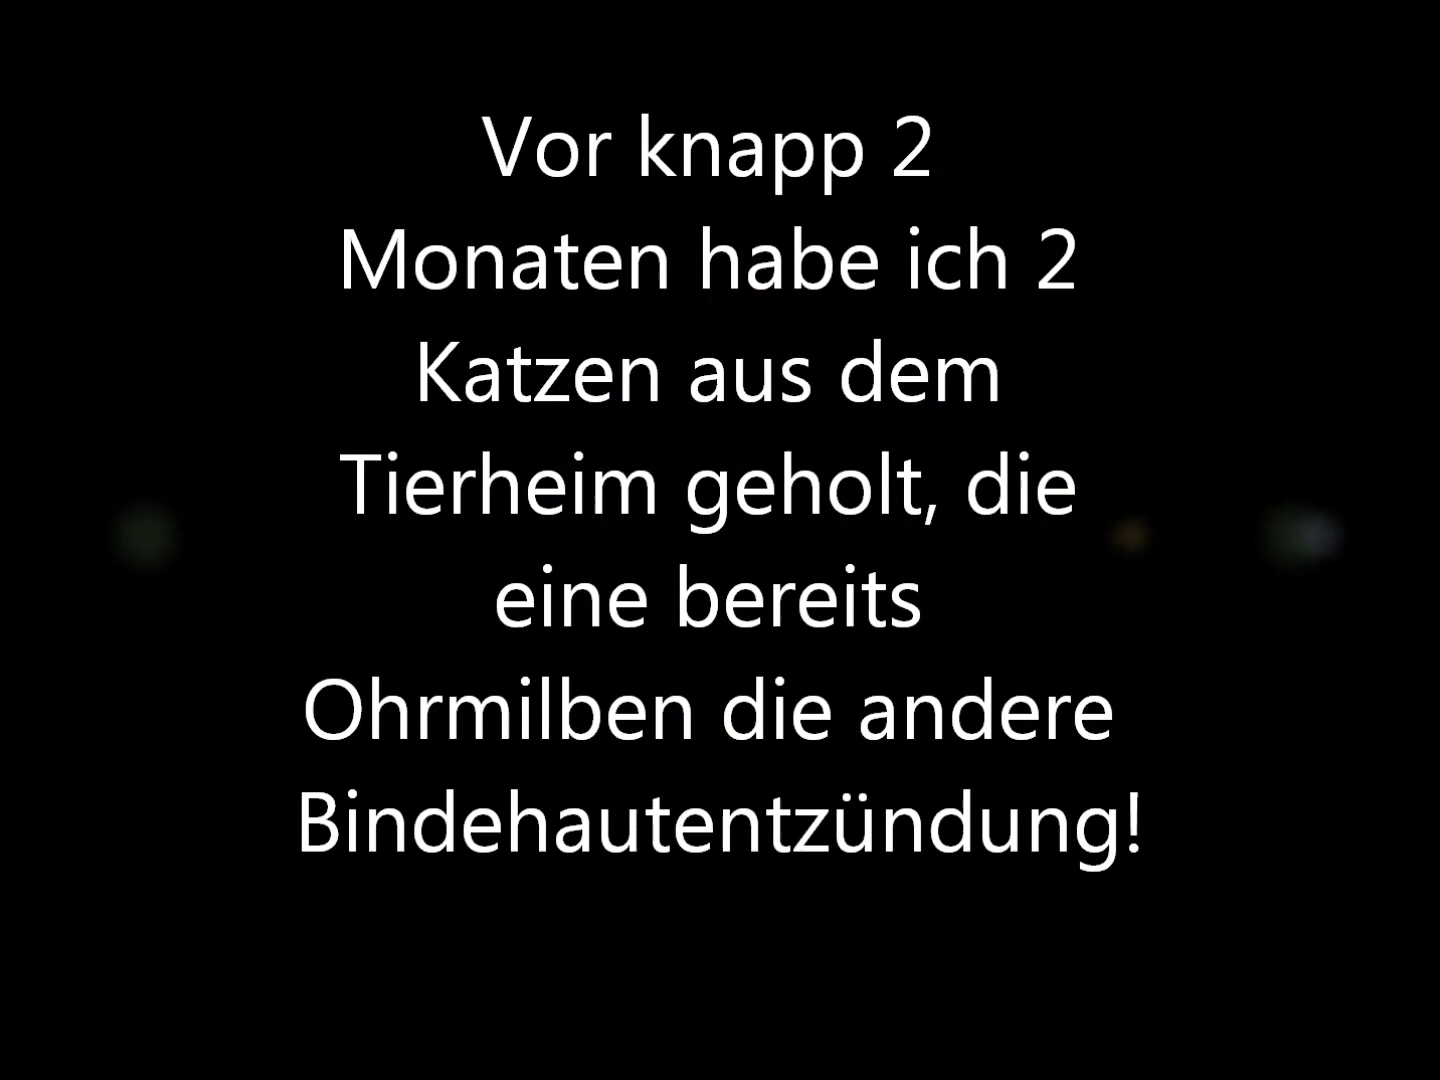 Vor knapp 2
Monaten habe ich 2
Katzen aus dem
Tierheim geholt, die
eine bereits
Ohrmilben die andere
Bindehautentzündung!